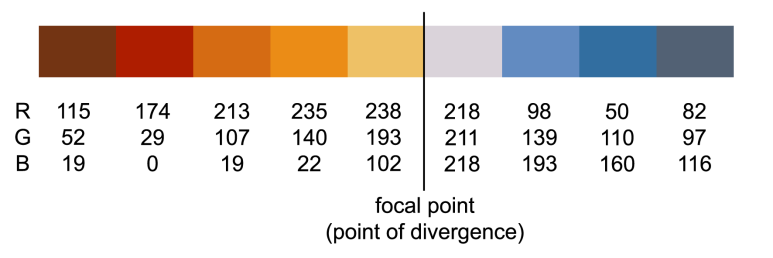 R 115 174 213 235 238 218 98 50 82
G 52 29 107 140 193 211 139 110 97
B 19 0 19 22 102 218 193 160 116
focal point
(point of divergence)